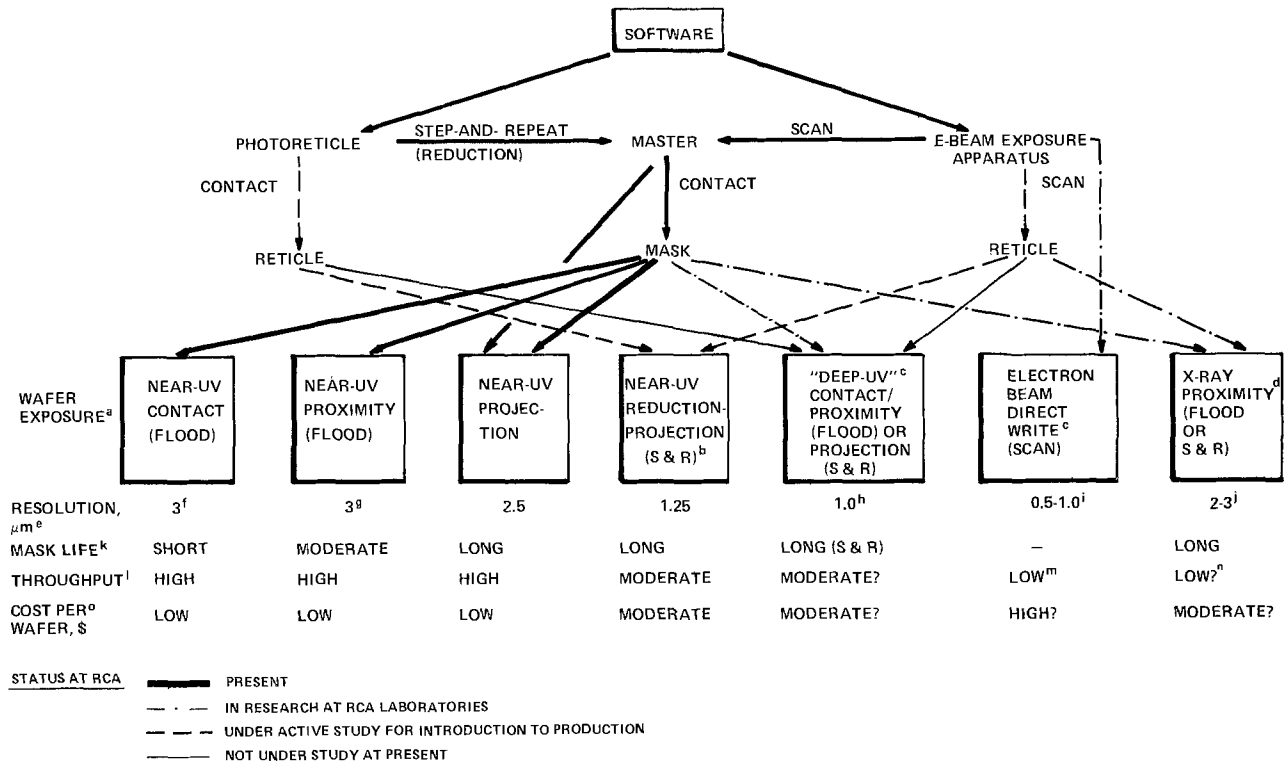 SOFTWARE
PHOTORETICLE
STEP-AND- REPEAT
(REDUCTION)
MASTER
SCAN
E-BEAM EXPOSURE
APPARATUS
CONTACT
CONTACT
SCAN
RETICLE
MASK
RETICLE
WAFER
EXPOSUREᵃ
NEAR-UV
CONTACT
(FLOOD)
NEAR-UV
PROXIMITY
(FLOOD)
NEAR-UV
PROJEC-
TION
NEAR-UV
REDUCTION-
PROJECTION
(S & R)ᵇ
"DEEP-UV"ᶜ
CONTACT/
PROXIMITY
(FLOOD) OR
PROJECTION
(S & R)
ELECTRON
BEAM
DIRECT
WRITEᶜ
(SCAN)
X-RAY
PROXIMITYᵈ
(FLOOD
OR
S & R)
RESOLUTION,
μmᵉ
3ᶠ 3ᵍ 2.5 1.25 1.0ʰ 0.5-1.0ⁱ 2-3ʲ
MASK LIFEᵏ SHORT MODERATE LONG LONG LONG (S & R) – LONG
THROUGHPUTˡ HIGH HIGH HIGH MODERATE MODERATE? LOWᵐ LOW?ⁿ
COST PERᵒ
WAFER, $
LOW LOW LOW MODERATE MODERATE? HIGH? MODERATE?
STATUS AT RCA
PRESENT
IN RESEARCH AT RCA LABORATORIES
UNDER ACTIVE STUDY FOR INTRODUCTION TO PRODUCTION
NOT UNDER STUDY AT PRESENT